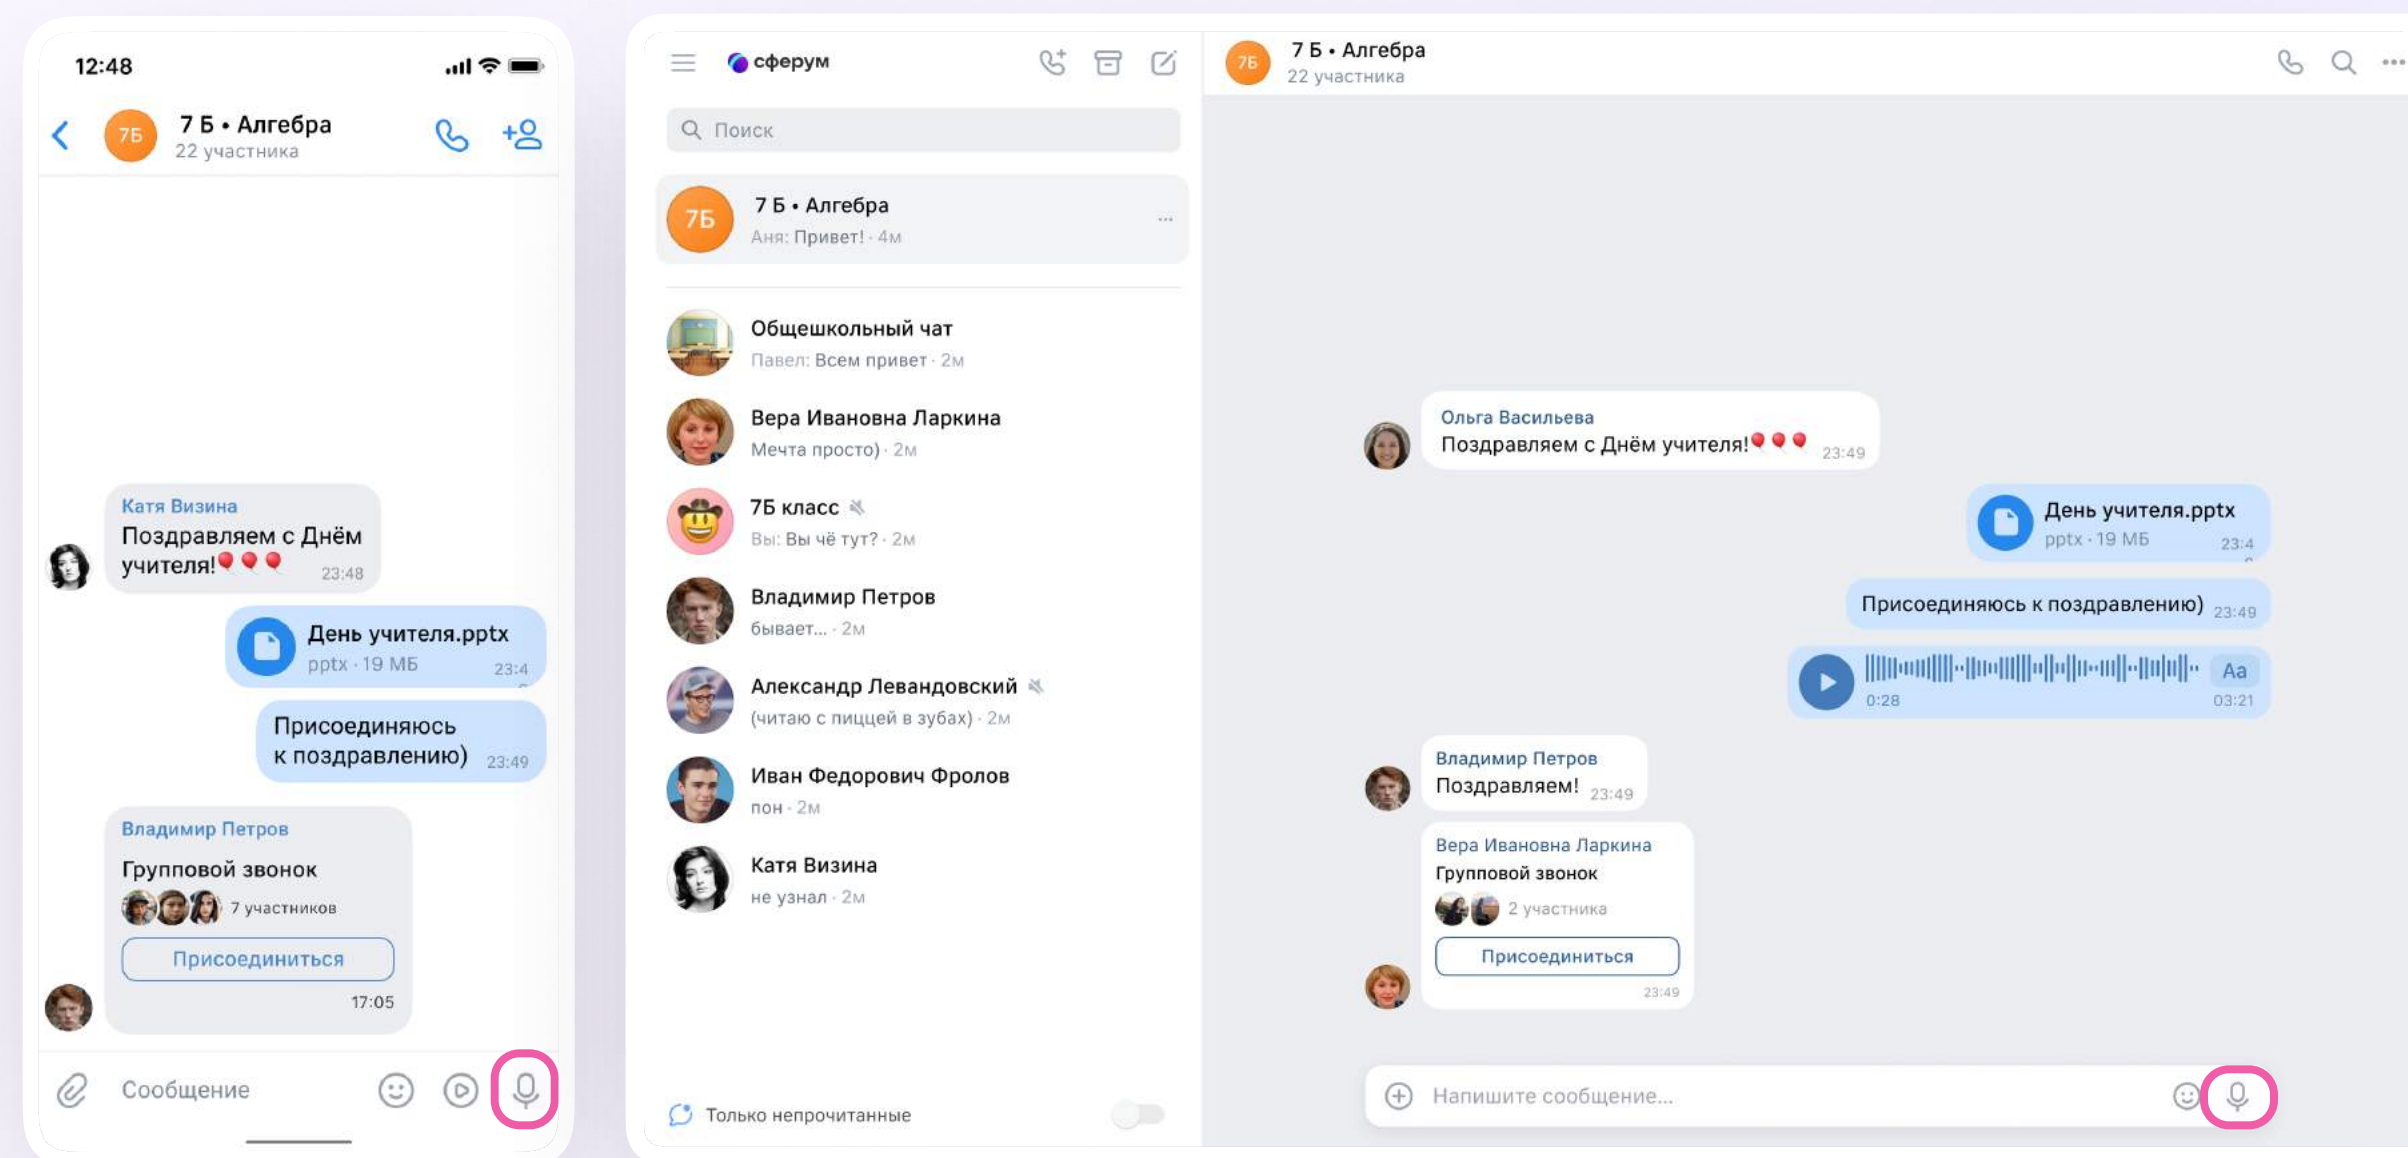 12:48
7Б
7 Б • Алгебра
22 участника
Катя Визина
Поздравляем с Днём
учителя!
23:48
День учителя.pptx
pptx · 19 МБ
23:4
Присоединяюсь
к поздравлению)
23:49
Владимир Петров
Групповой звонок
7 участников
Присоединиться
17:05
Сообщение
сферум
Поиск
7Б
7 Б • Алгебра
Аня: Привет! · 4м
Общешкольный чат
Павел: Всем привет · 2м
Вера Ивановна Ларкина
Мечта просто) · 2м
7Б класс
Вы: Вы чё тут? · 2м
Владимир Петров
бывает... · 2м
Александр Левандовский
(читаю с пиццей в зубах) · 2м
Иван Федорович Фролов
пон · 2м
Катя Визина
не узнал · 2м
Только непрочитанные
7Б
7 Б • Алгебра
22 участника
Ольга Васильева
Поздравляем с Днём учителя!
23:49
День учителя.pptx
pptx · 19 МБ
23:4
Присоединяюсь к поздравлению)
23:49
Aa
0:28
03:21
Владимир Петров
Поздравляем!
23:49
Вера Ивановна Ларкина
Групповой звонок
2 участника
Присоединиться
23:49
Напишите сообщение...